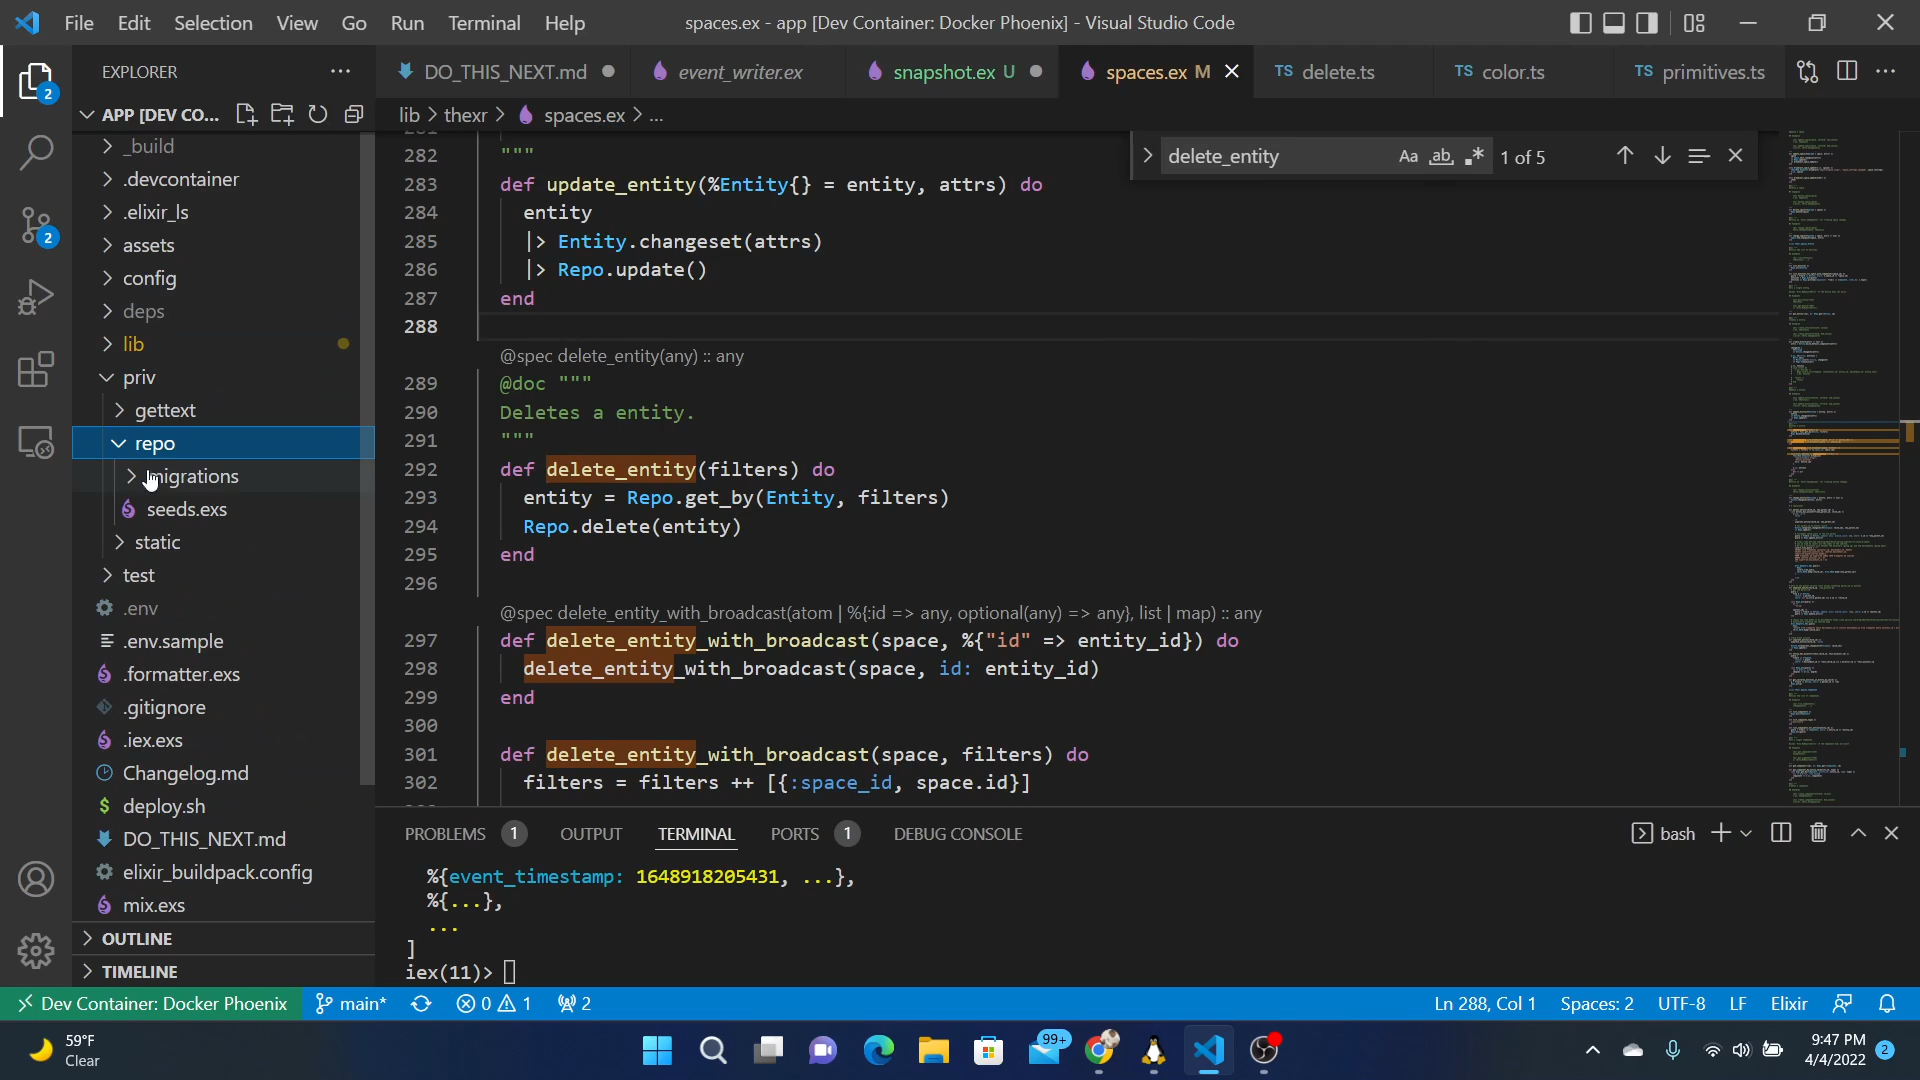 File Edit Selection View Go Run Terminal Help
spaces.ex - app [Dev Container: Docker Phoenix] - Visual Studio Code
EXPLORER
APP [DEV CO...
_build
.devcontainer
.elixir_ls
assets
config
deps
lib
priv
gettext
repo
migrations
seeds.exs
static
test
.env
.env.sample
.formatter.exs
.gitignore
.iex.exs
Changelog.md
deploy.sh
DO_THIS_NEXT.md
elixir_buildpack.config
mix.exs
OUTLINE
TIMELINE
2
2
DO_THIS_NEXT.md
event_writer.ex
snapshot.ex U
spaces.ex M
TS delete.ts
TS color.ts
TS primitives.ts
lib > thexr > spaces.ex > ...
delete_entity
Aa ab .*
1 of 5
282 """
283 def update_entity(%Entity{} = entity, attrs) do
284 entity
285 |> Entity.changeset(attrs)
286 |> Repo.update()
287 end
288
@spec delete_entity(any) :: any
289 @doc """
290 Deletes a entity.
291 """
292 def delete_entity(filters) do
293 entity = Repo.get_by(Entity, filters)
294 Repo.delete(entity)
295 end
296
@spec delete_entity_with_broadcast(atom | %{:id => any, optional(any) => any}, list | map) :: any
297 def delete_entity_with_broadcast(space, %{"id" => entity_id}) do
298 delete_entity_with_broadcast(space, id: entity_id)
299 end
300
301 def delete_entity_with_broadcast(space, filters) do
302 filters = filters ++ [{:space_id, space.id}]
PROBLEMS 1 OUTPUT TERMINAL PORTS 1 DEBUG CONSOLE
bash
%{event_timestamp: 1648918205431, ...},
%{...},
...
]
iex(11)>
Dev Container: Docker Phoenix
main*
0 1
2
Ln 288, Col 1
Spaces: 2
UTF-8
LF
Elixir
59°F
Clear
99+
9:47 PM
4/4/2022
2